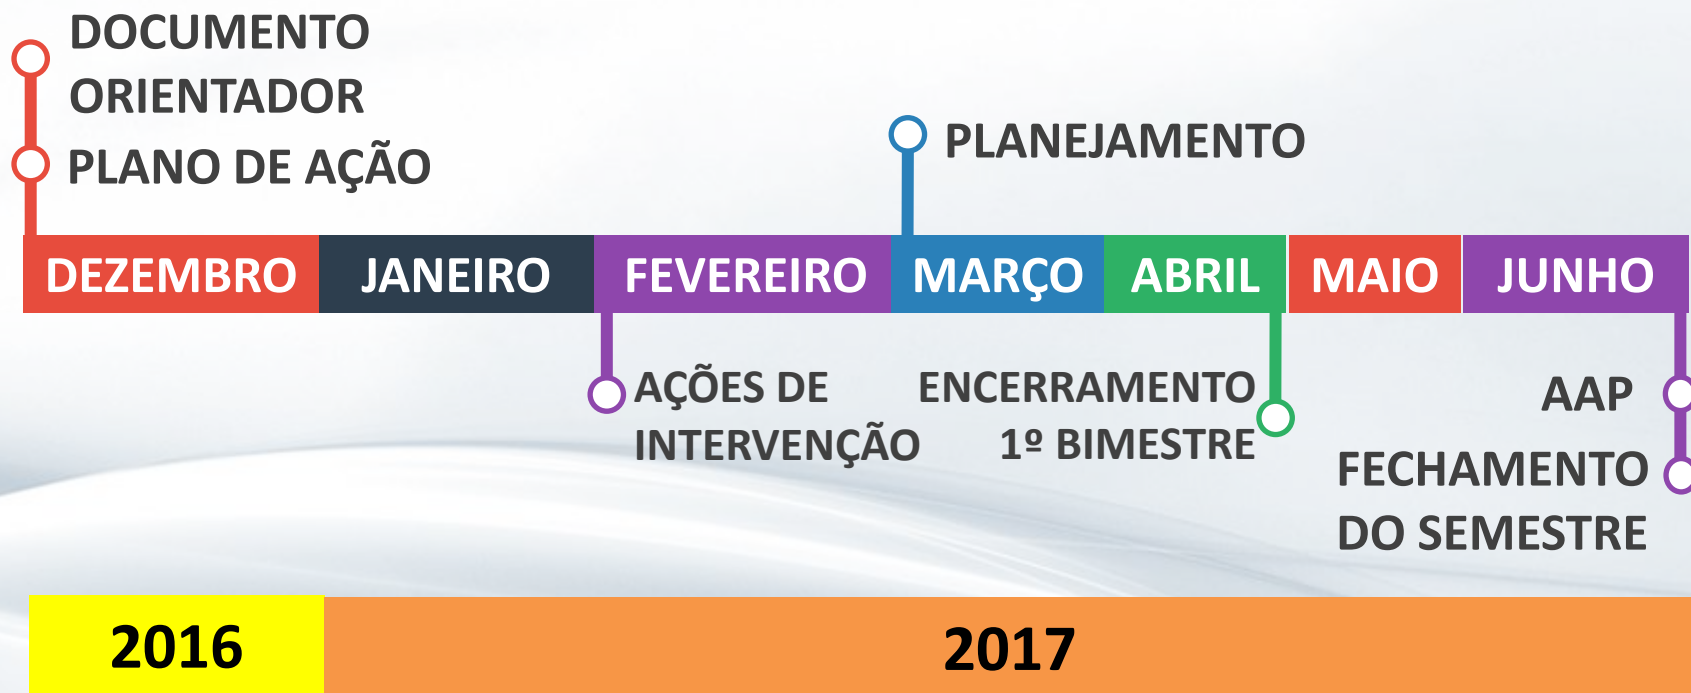 DOCUMENTO
ORIENTADOR
PLANO DE AÇÃO
PLANEJAMENTO
DEZEMBRO JANEIRO FEVEREIRO MARÇO ABRIL MAIO JUNHO
AÇÕES DE
INTERVENÇÃO
ENCERRAMENTO
1º BIMESTRE
AAP
FECHAMENTO
DO SEMESTRE
2016 2017